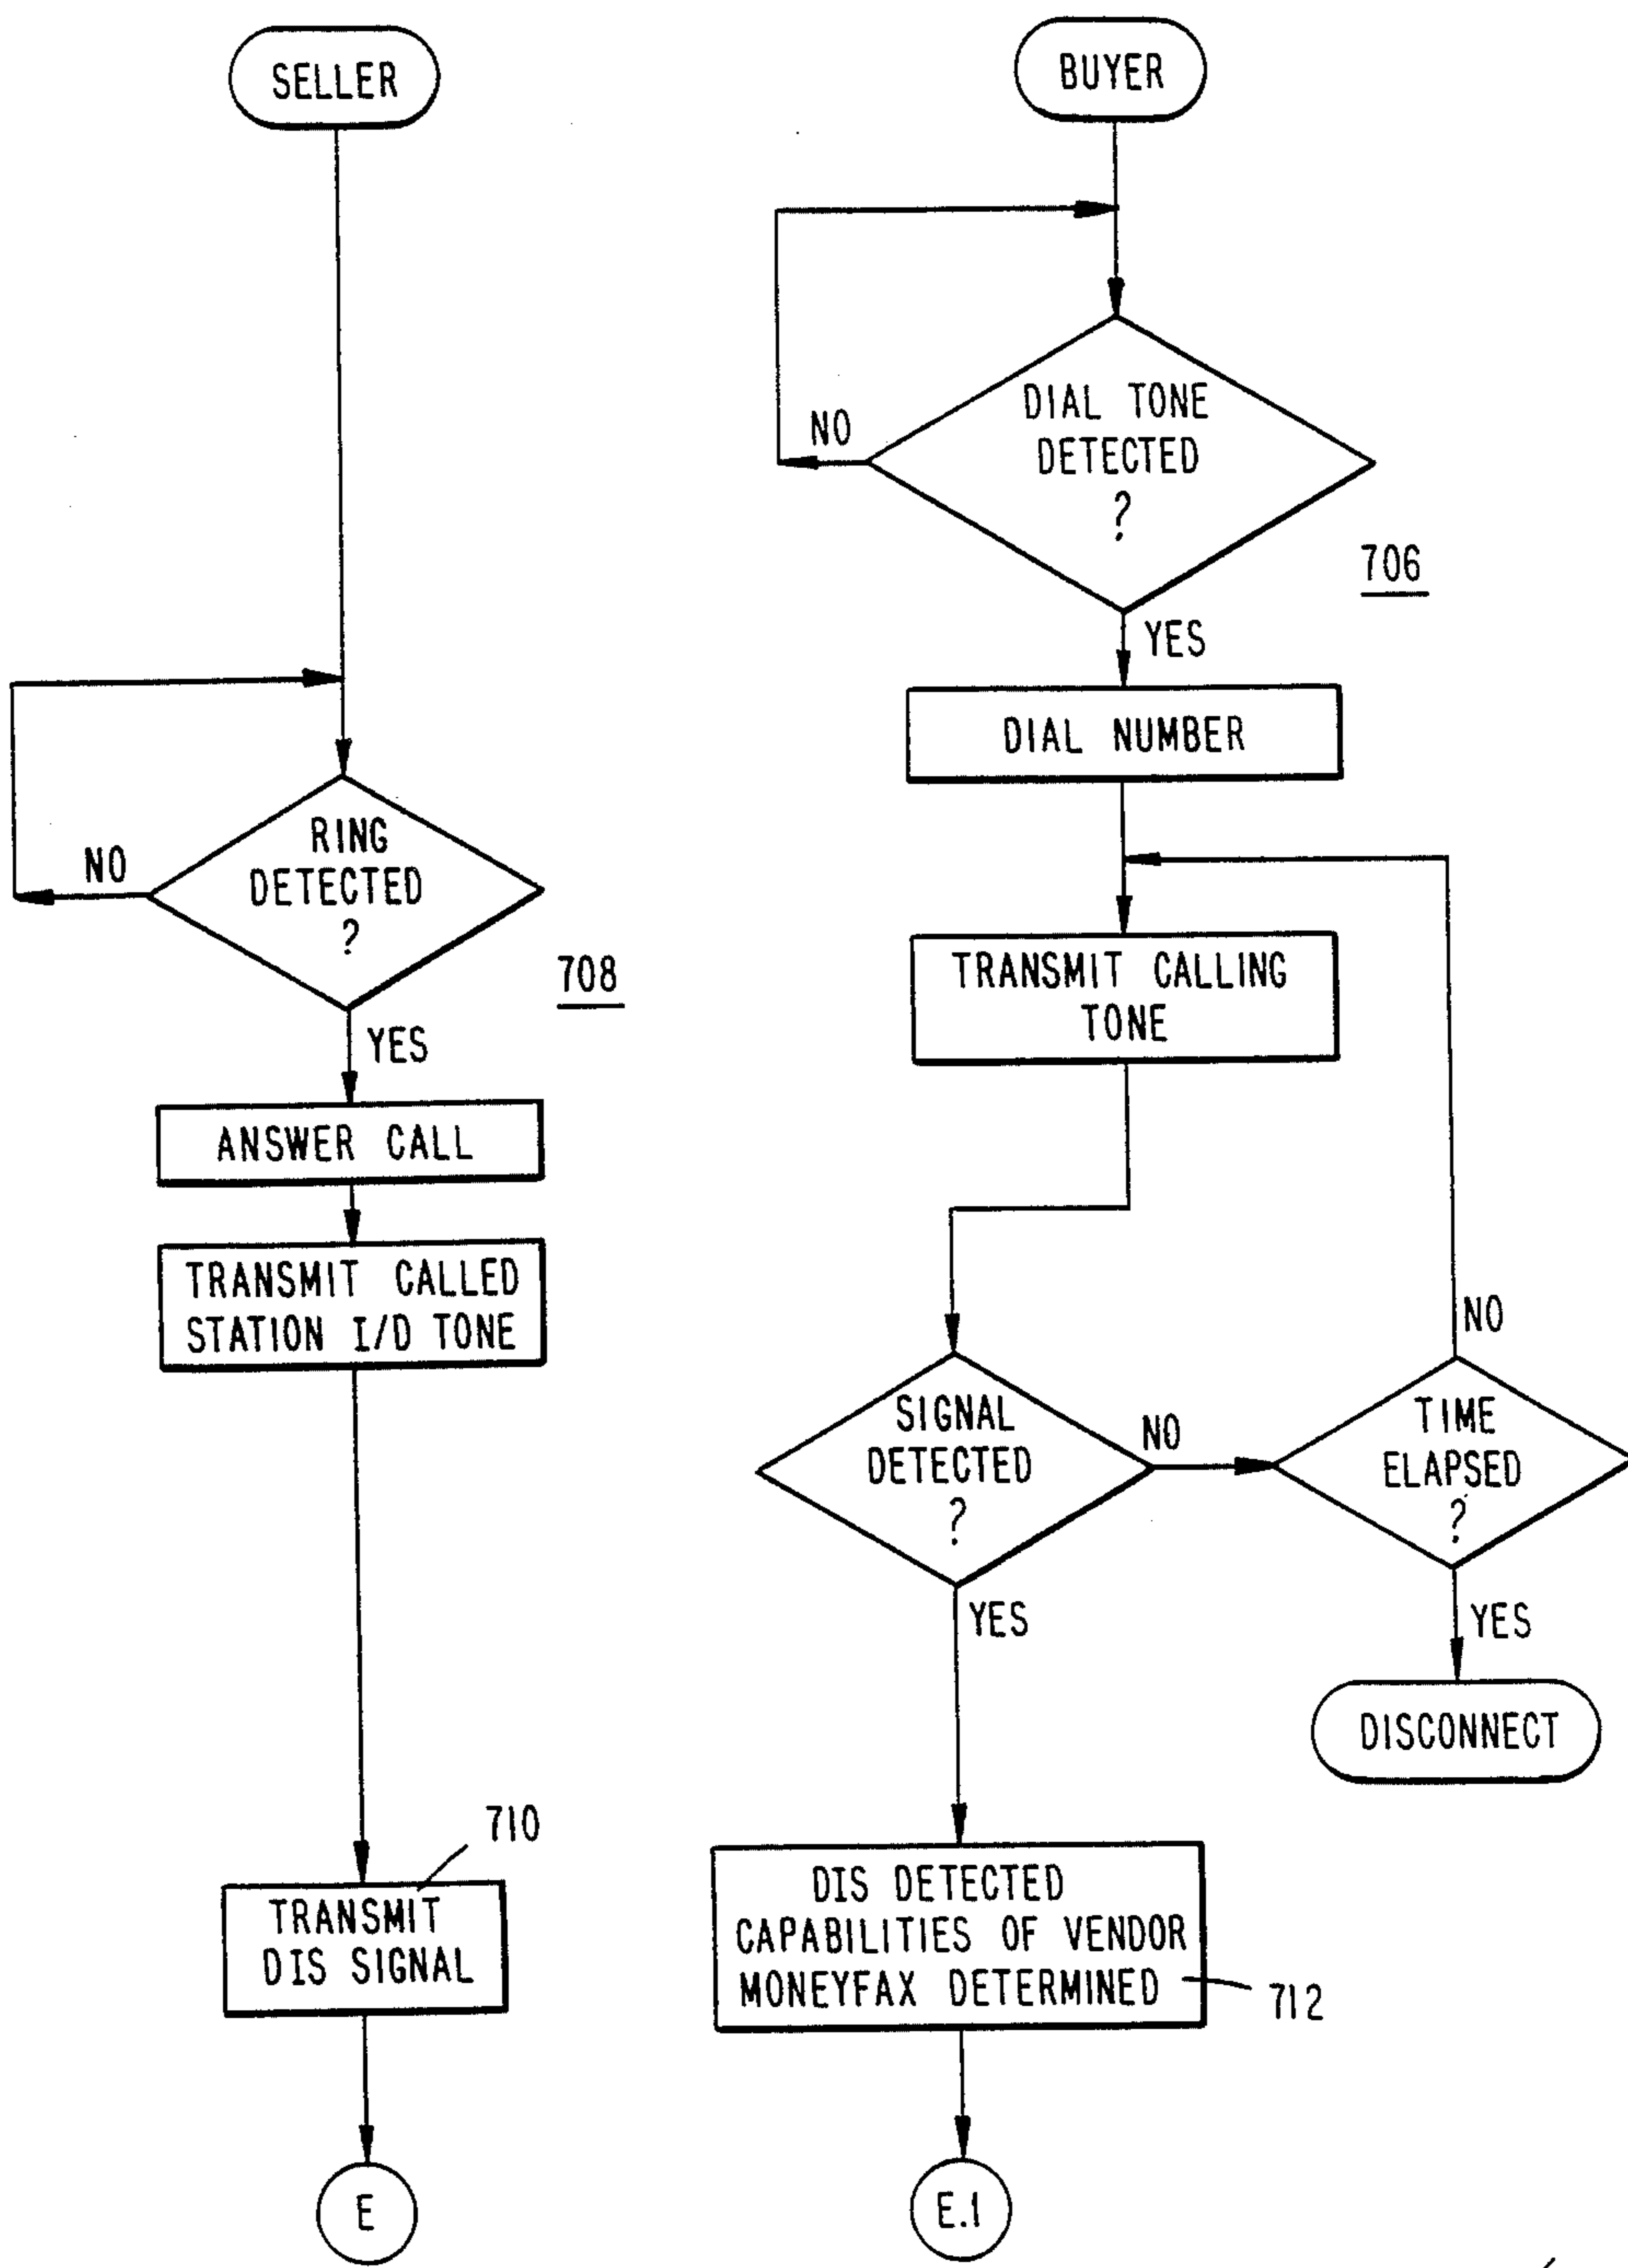 SELLER
RING
DETECTED
?
NO
708
YES
ANSWER CALL
TRANSMIT CALLED
STATION I/D TONE
710
TRANSMIT
DIS SIGNAL
E
BUYER
DIAL TONE
DETECTED
?
NO
706
YES
DIAL NUMBER
TRANSMIT CALLING
TONE
SIGNAL
DETECTED
?
NO
TIME
ELAPSED
?
NO
YES
DISCONNECT
YES
DIS DETECTED
CAPABILITIES OF VENDOR
MONEYFAX DETERMINED
712
E.1